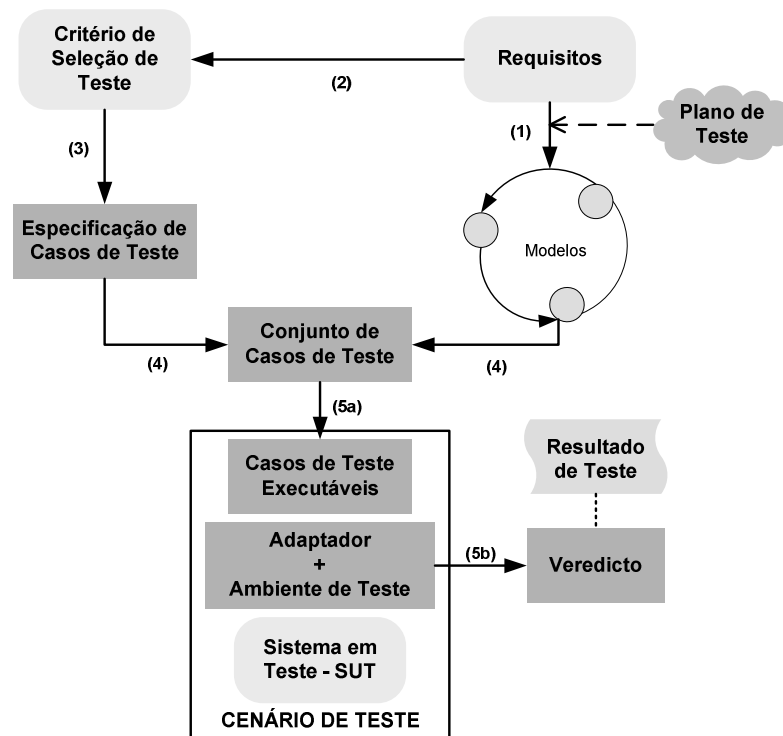 Critério de
Seleção de
Teste
(2)
Requisitos
(1)
Plano de
Teste
(3)
Especificação de
Casos de Teste
Modelos
(4)
Conjunto de
Casos de Teste
(4)
(5a)
Casos de Teste
Executáveis
Resultado
de Teste
Adaptador
+
Ambiente de Teste
(5b)
Veredicto
Sistema em
Teste - SUT
CENÁRIO DE TESTE